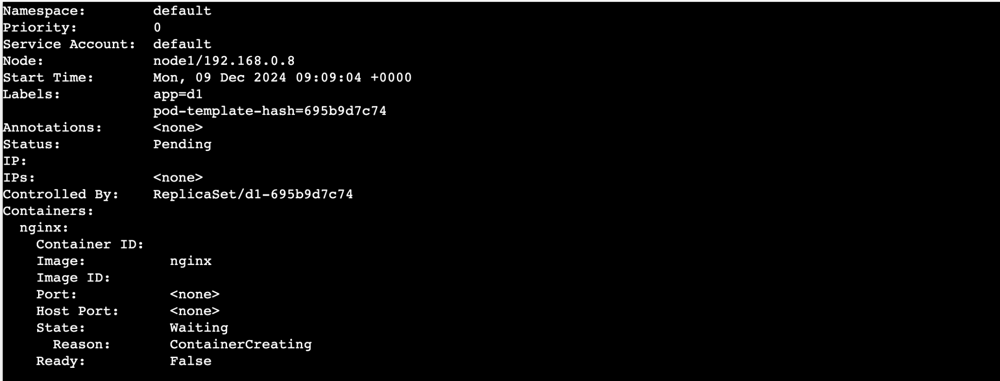 Namespace:        default
Priority:         0
Service Account:  default
Node:             node1/192.168.0.8
Start Time:       Mon, 09 Dec 2024 09:09:04 +0000
Labels:           app=d1
                  pod-template-hash=695b9d7c74
Annotations:      <none>
Status:           Pending
IP:
IPs:              <none>
Controlled By:    ReplicaSet/d1-695b9d7c74
Containers:
  nginx:
    Container ID:
    Image:          nginx
    Image ID:
    Port:           <none>
    Host Port:      <none>
    State:          Waiting
      Reason:       ContainerCreating
    Ready:          False